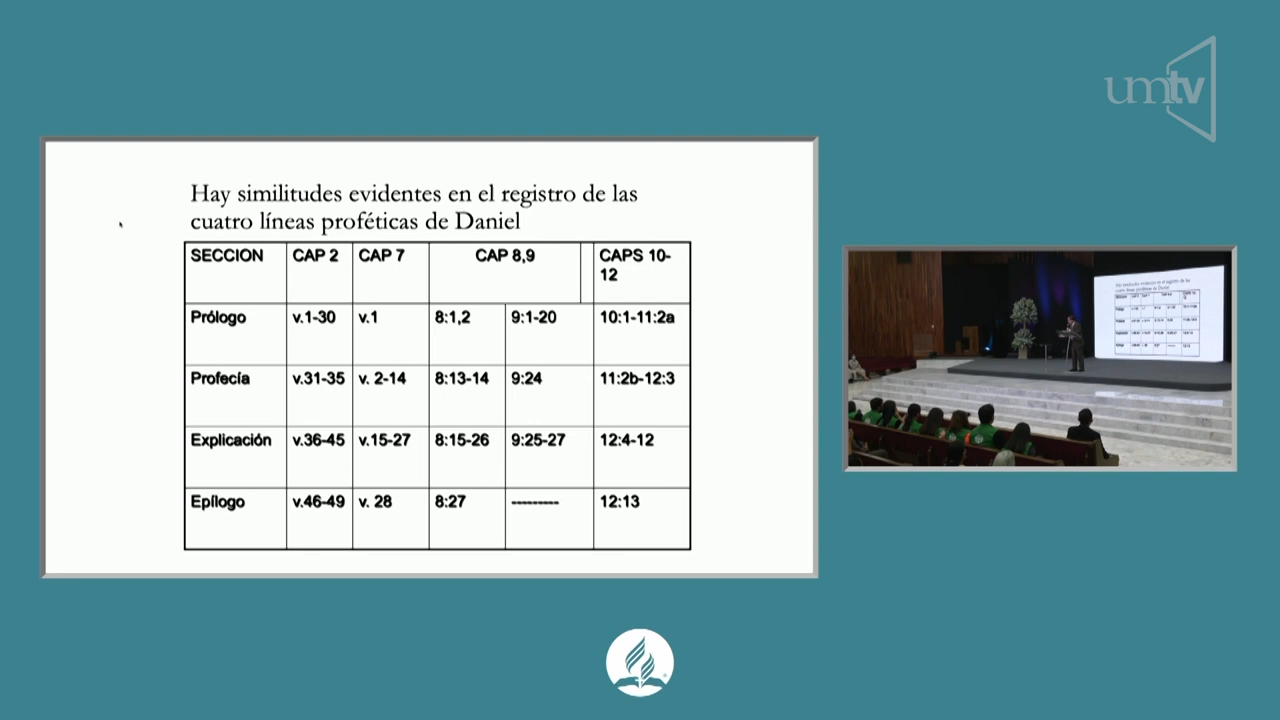 umtv
Hay similitudes evidentes en el registro de las
cuatro líneas proféticas de Daniel
SECCION CAP 2 CAP 7 CAP 8,9 CAPS 10-
12
Prólogo v.1-30 v.1 8:1,2 9:1-20 10:1-11:2a
Profecía v.31-35 v. 2-14 8:13-14 9:24 11:2b-12:3
Explicación v.36-45 v.15-27 8:15-26 9:25-27 12:4-12
Epílogo v.46-49 v. 28 8:27 --------- 12:13